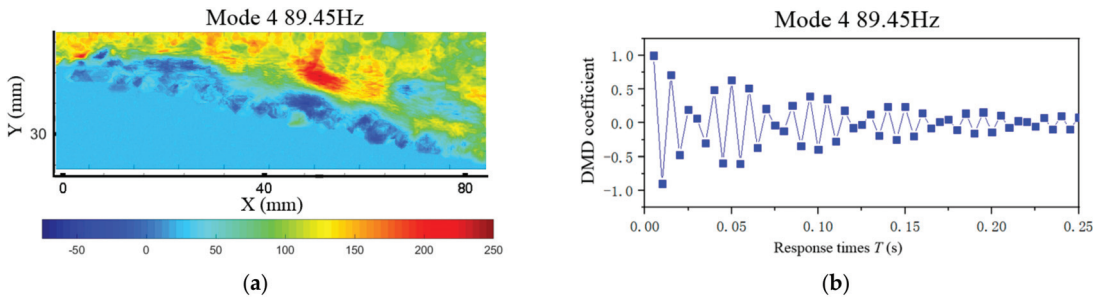 Mode 4 89.45Hz
Y (mm)
30
0 40 80
X (mm)
-50 0 50 100 150 200 250
(a)
Mode 4 89.45Hz
DMD coefficient
1.0
0.5
0.0
-0.5
-1.0
0.00 0.05 0.10 0.15 0.20 0.25
Response times T (s)
(b)